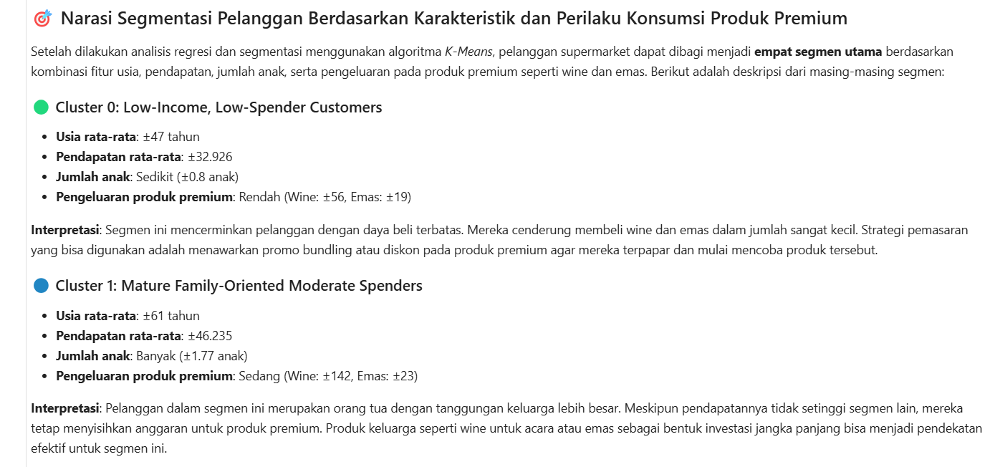 🎯 Narasi Segmentasi Pelanggan Berdasarkan Karakteristik dan Perilaku Konsumsi Produk Premium
Setelah dilakukan analisis regresi dan segmentasi menggunakan algoritma K-Means, pelanggan supermarket dapat dibagi menjadi empat segmen utama berdasarkan
kombinasi fitur usia, pendapatan, jumlah anak, serta pengeluaran pada produk premium seperti wine dan emas. Berikut adalah deskripsi dari masing-masing segmen:
🟢 Cluster 0: Low-Income, Low-Spender Customers
• Usia rata-rata: ±47 tahun
• Pendapatan rata-rata: ±32.926
• Jumlah anak: Sedikit (±0.8 anak)
• Pengeluaran produk premium: Rendah (Wine: ±56, Emas: ±19)
Interpretasi: Segmen ini mencerminkan pelanggan dengan daya beli terbatas. Mereka cenderung membeli wine dan emas dalam jumlah sangat kecil. Strategi pemasaran
yang bisa digunakan adalah menawarkan promo bundling atau diskon pada produk premium agar mereka terpapar dan mulai mencoba produk tersebut.
🔵 Cluster 1: Mature Family-Oriented Moderate Spenders
• Usia rata-rata: ±61 tahun
• Pendapatan rata-rata: ±46.235
• Jumlah anak: Banyak (±1.77 anak)
• Pengeluaran produk premium: Sedang (Wine: ±142, Emas: ±23)
Interpretasi: Pelanggan dalam segmen ini merupakan orang tua dengan tanggungan keluarga lebih besar. Meskipun pendapatannya tidak setinggi segmen lain, mereka
tetap menyisihkan anggaran untuk produk premium. Produk keluarga seperti wine untuk acara atau emas sebagai bentuk investasi jangka panjang bisa menjadi pendekatan
efektif untuk segmen ini.